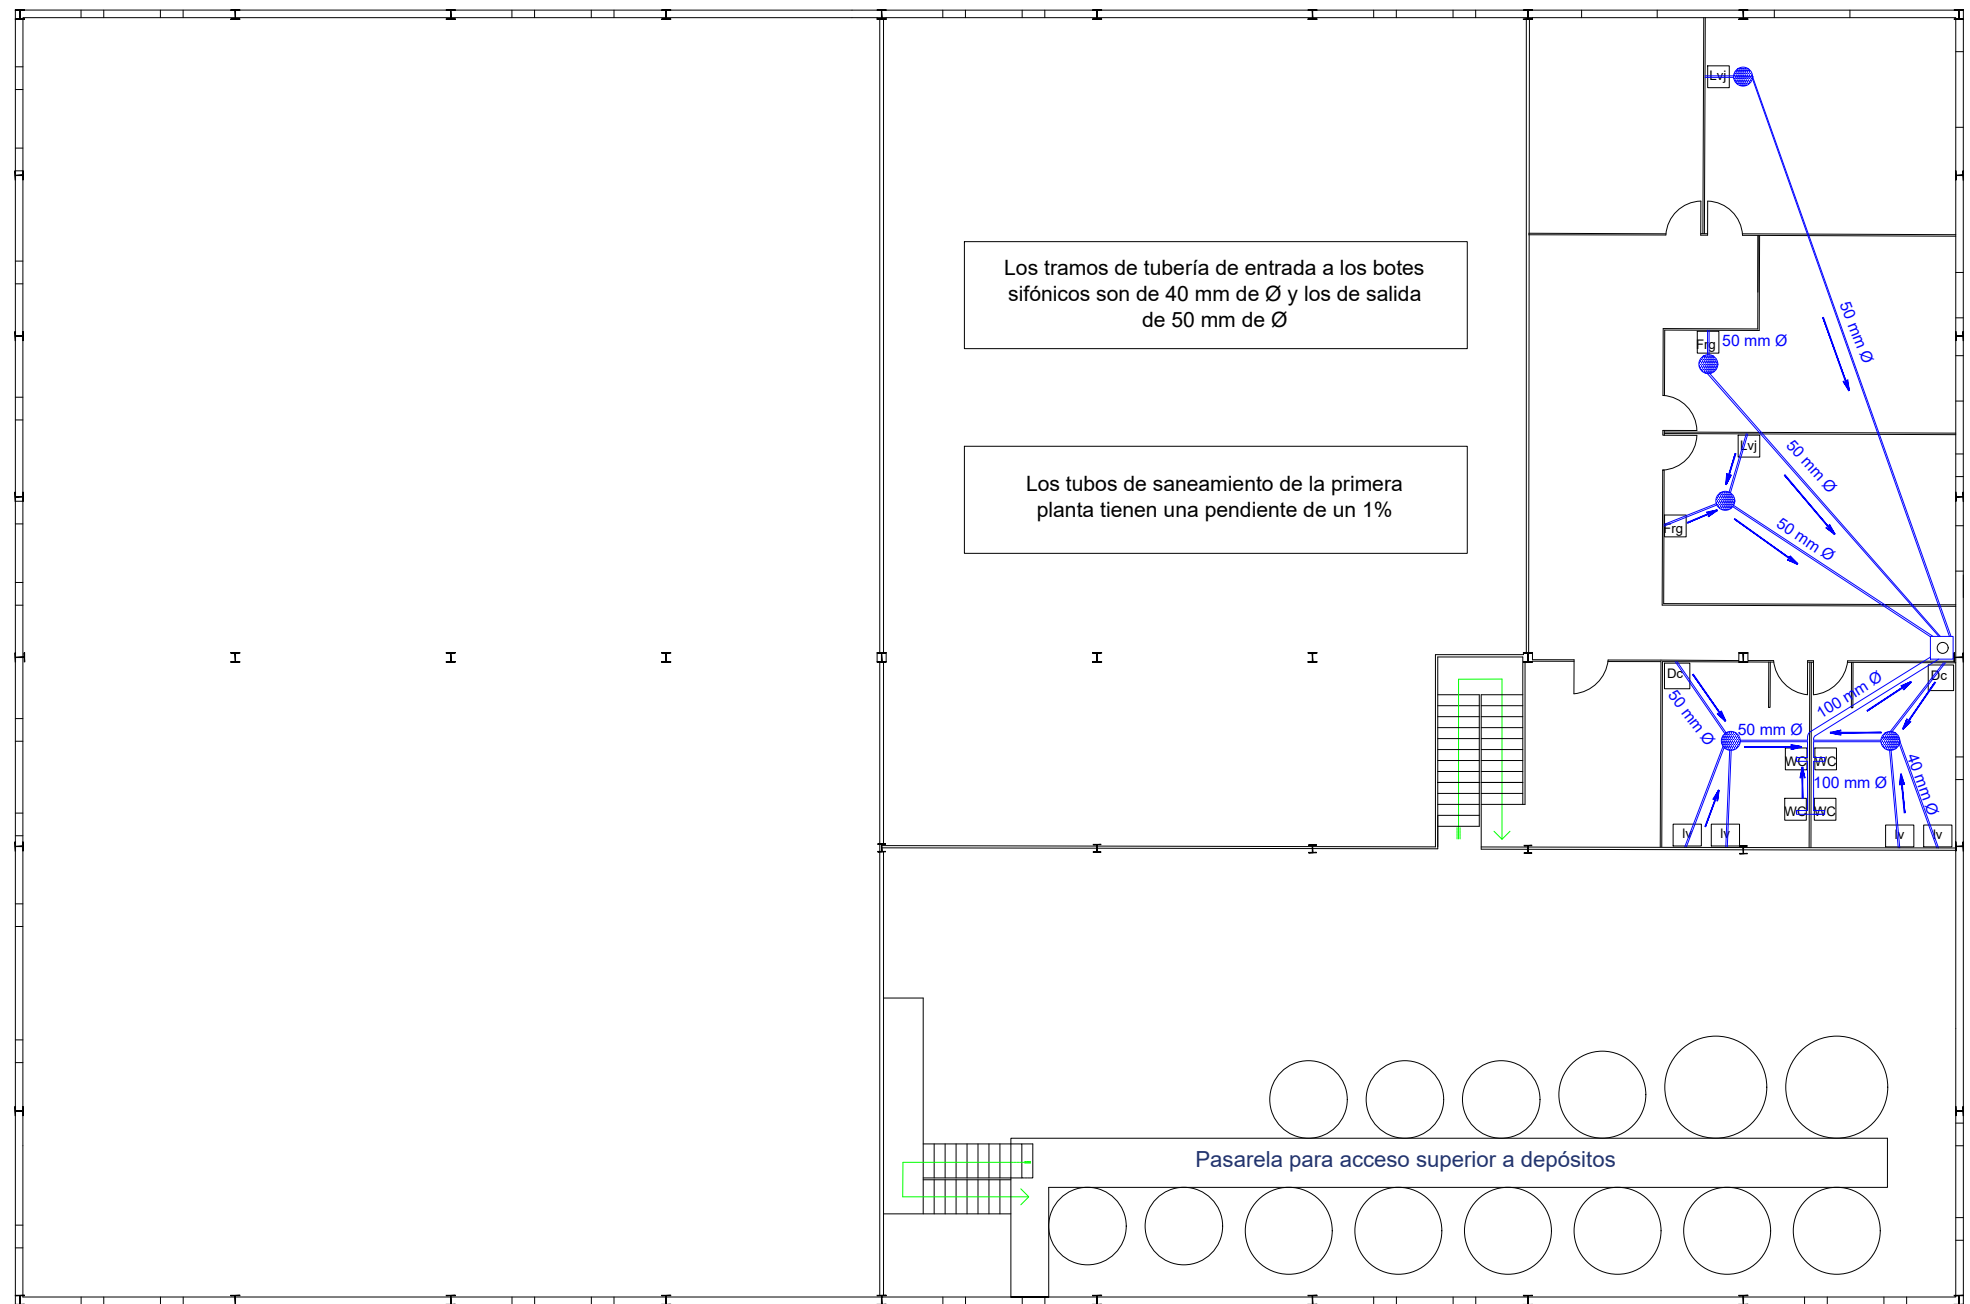 Lvj
Los tramos de tubería de entrada a los botes
sifónicos son de 40 mm de Ø y los de salida
de 50 mm de Ø
50 mm Ø
Frg
50 mm Ø
Lvj
50 mm Ø
Los tubos de saneamiento de la primera
planta tienen una pendiente de un 1%
Frg
50 mm Ø
Dc
Dc
100 mm Ø
50 mm Ø
50 mm Ø
WC
WC
40 mm Ø
100 mm Ø
WC
WC
lv
lv
lv
lv
Pasarela para acceso superior a depósitos